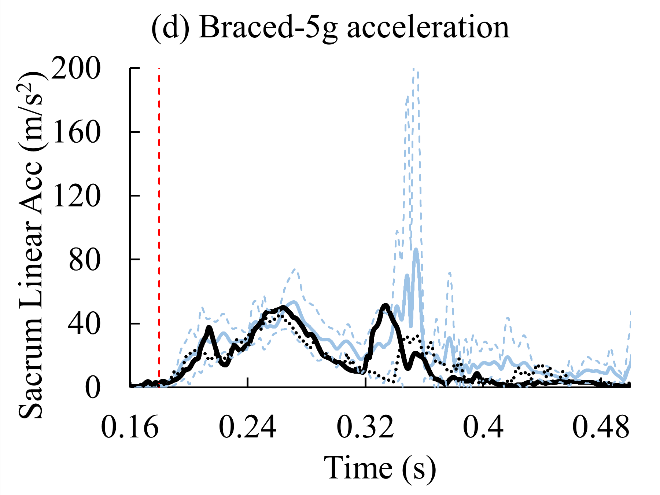 (d) Braced-5g acceleration
Sacrum Linear Acc (m/s²)
200
160
120
80
40
0
0.16 0.24 0.32 0.4 0.48
Time (s)